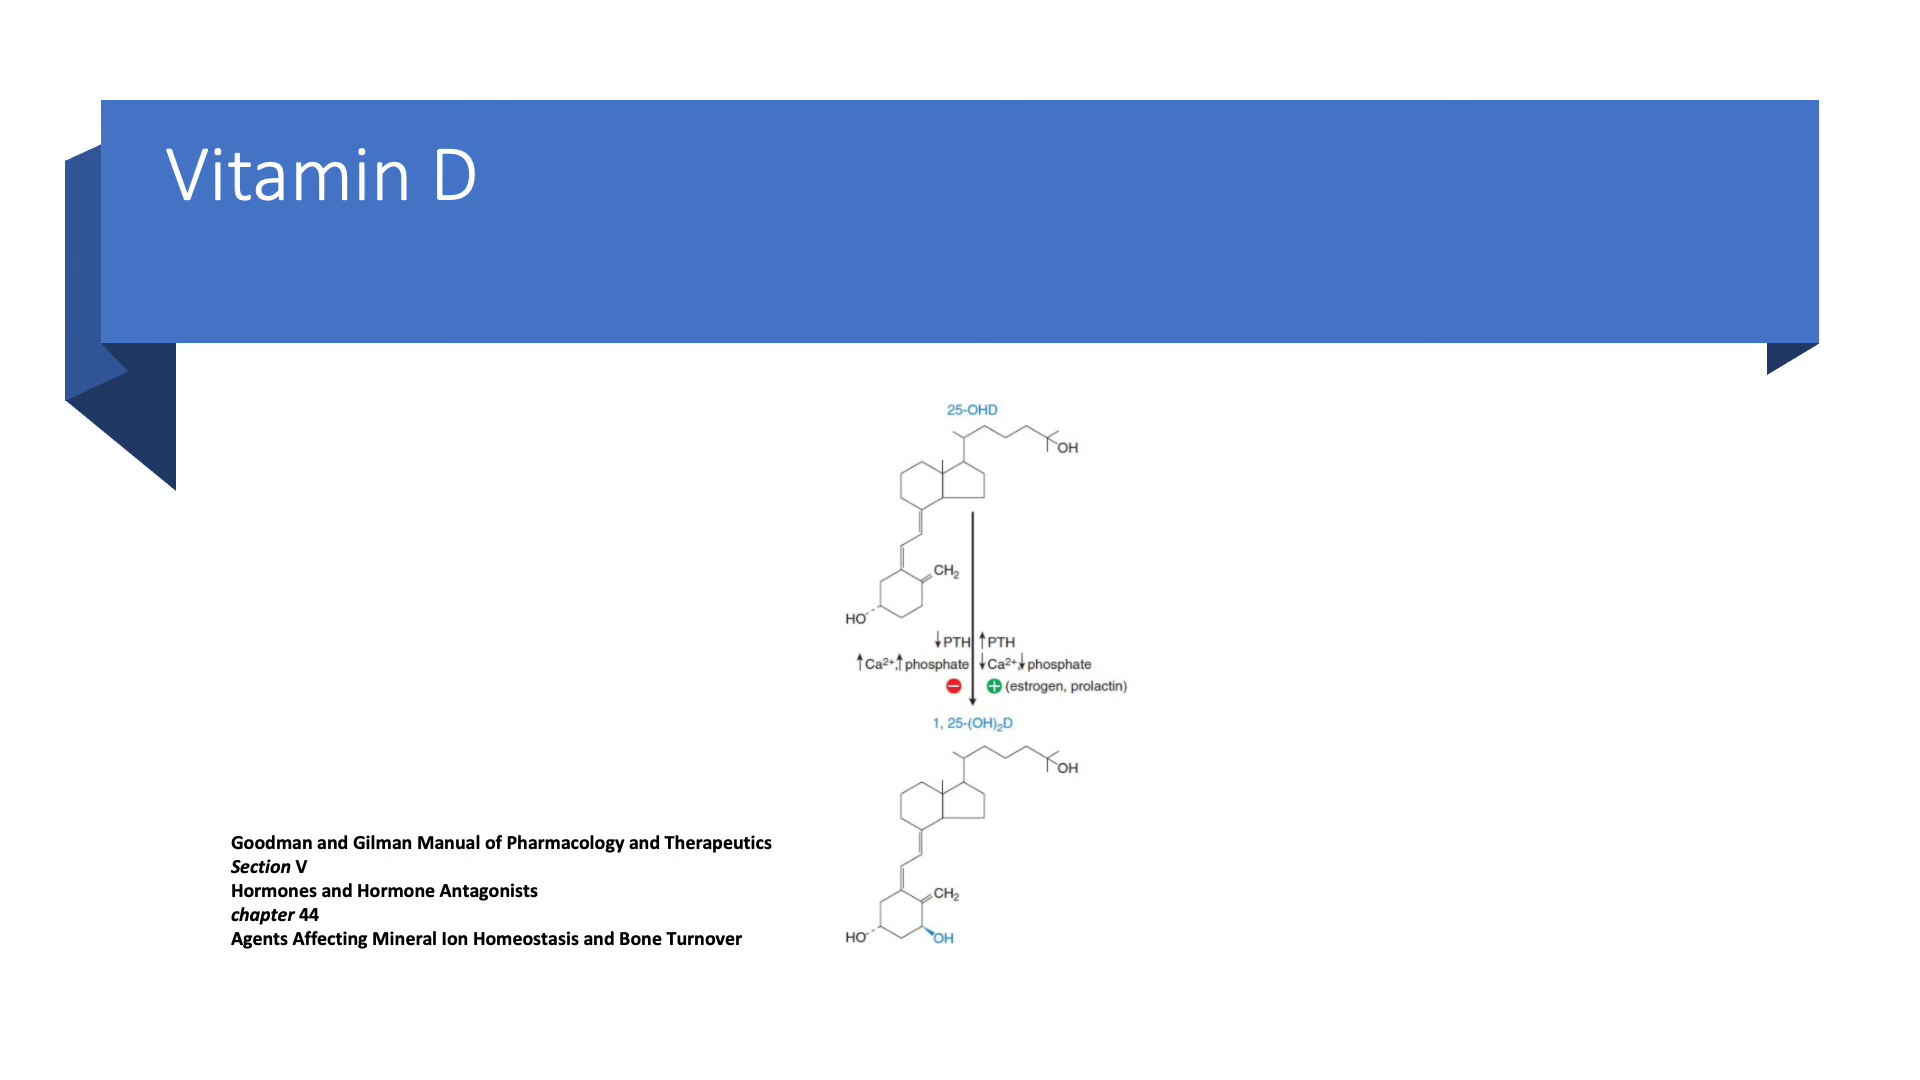 Vitamin D
25-OHD
OH
CH₂
HO
↓PTH ↑PTH
↑Ca²⁺,↑phosphate ↓Ca²⁺,↓phosphate
− + (estrogen, prolactin)
1, 25-(OH)₂D
OH
CH₂
HO OH
Goodman and Gilman Manual of Pharmacology and Therapeutics
Section V
Hormones and Hormone Antagonists
chapter 44
Agents Affecting Mineral Ion Homeostasis and Bone Turnover